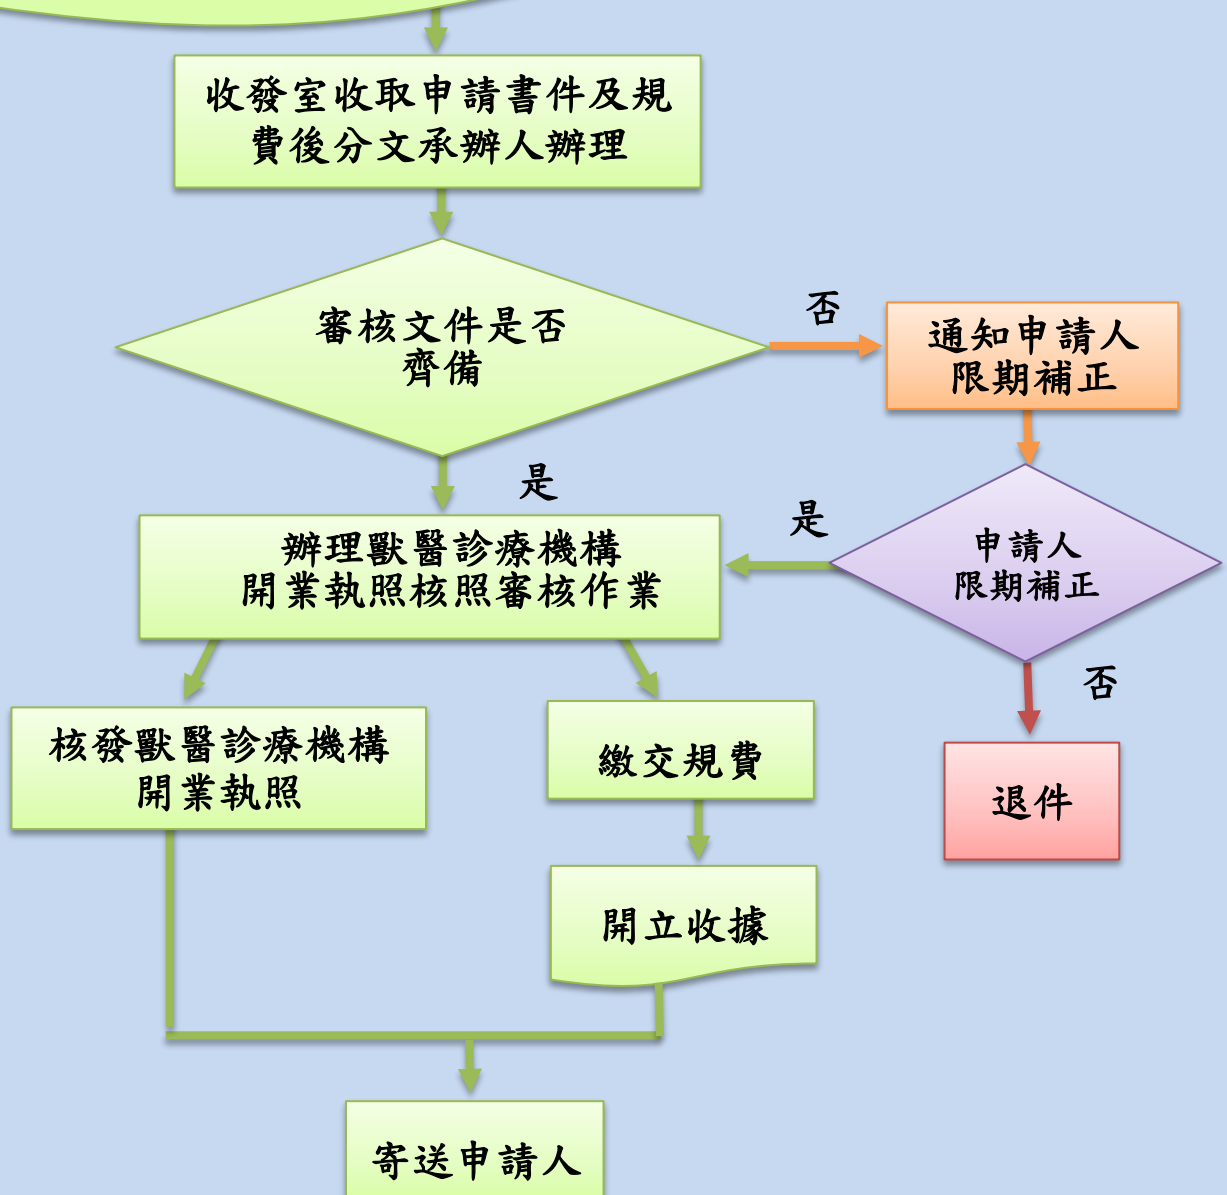 收發室收取申請書件及規
費後分文承辦人辦理
審核文件是否
齊備
否
通知申請人
限期補正
是
辦理獸醫診療機構
開業執照核照審核作業
是
申請人
限期補正
否
核發獸醫診療機構
開業執照
繳交規費
退件
開立收據
寄送申請人